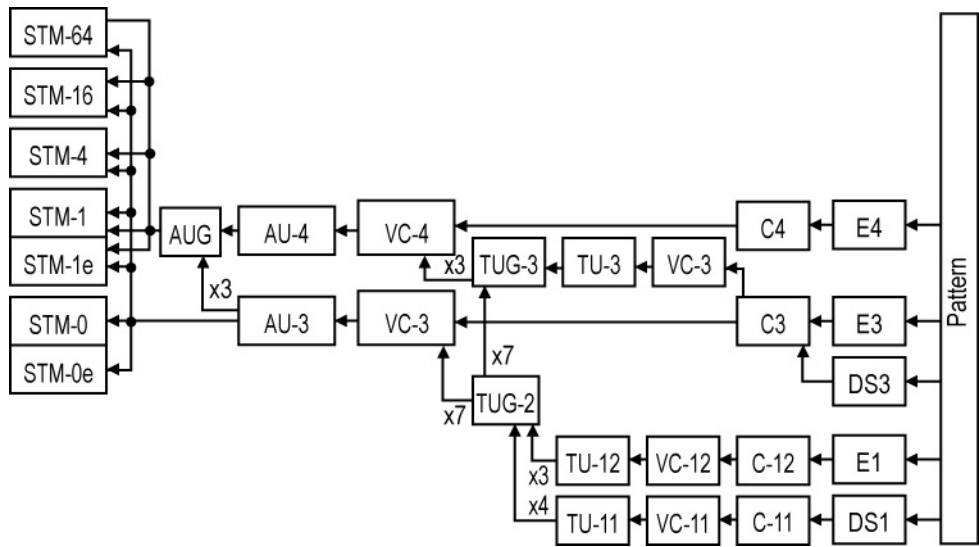 STM-64
STM-16
STM-4
STM-1
STM-1e
STM-0
STM-0e
AUG
AU-4
VC-4
C4
E4
x3
TUG-3
TU-3
VC-3
x3
AU-3
VC-3
C3
E3
x7
DS3
x7
TUG-2
x3
TU-12
VC-12
C-12
E1
x4
TU-11
VC-11
C-11
DS1
Pattern